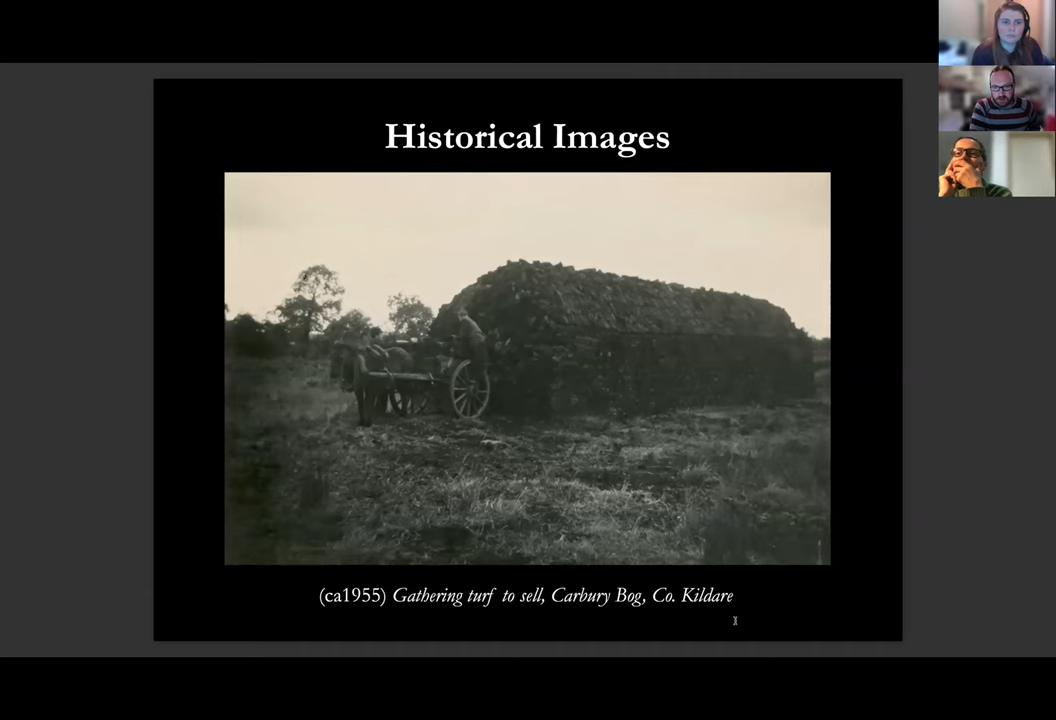 Historical Images
(ca1955) Gathering turf to sell, Carbury Bog, Co. Kildare